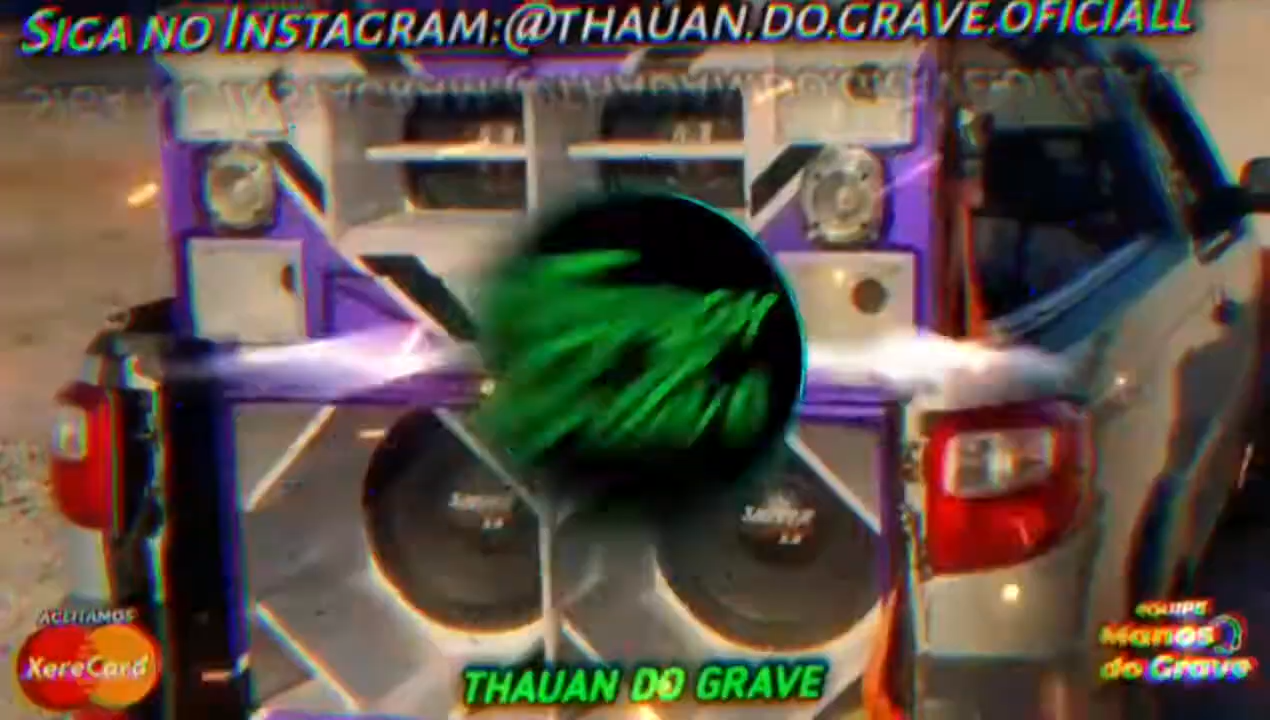 SIGA NO INSTAGRAM:@THAUAN.DO.GRAVE.OFICIALL
ACEITAMOS
XereCard
THAUAN DO GRAVE
EQUIPE
Manos
do Grave